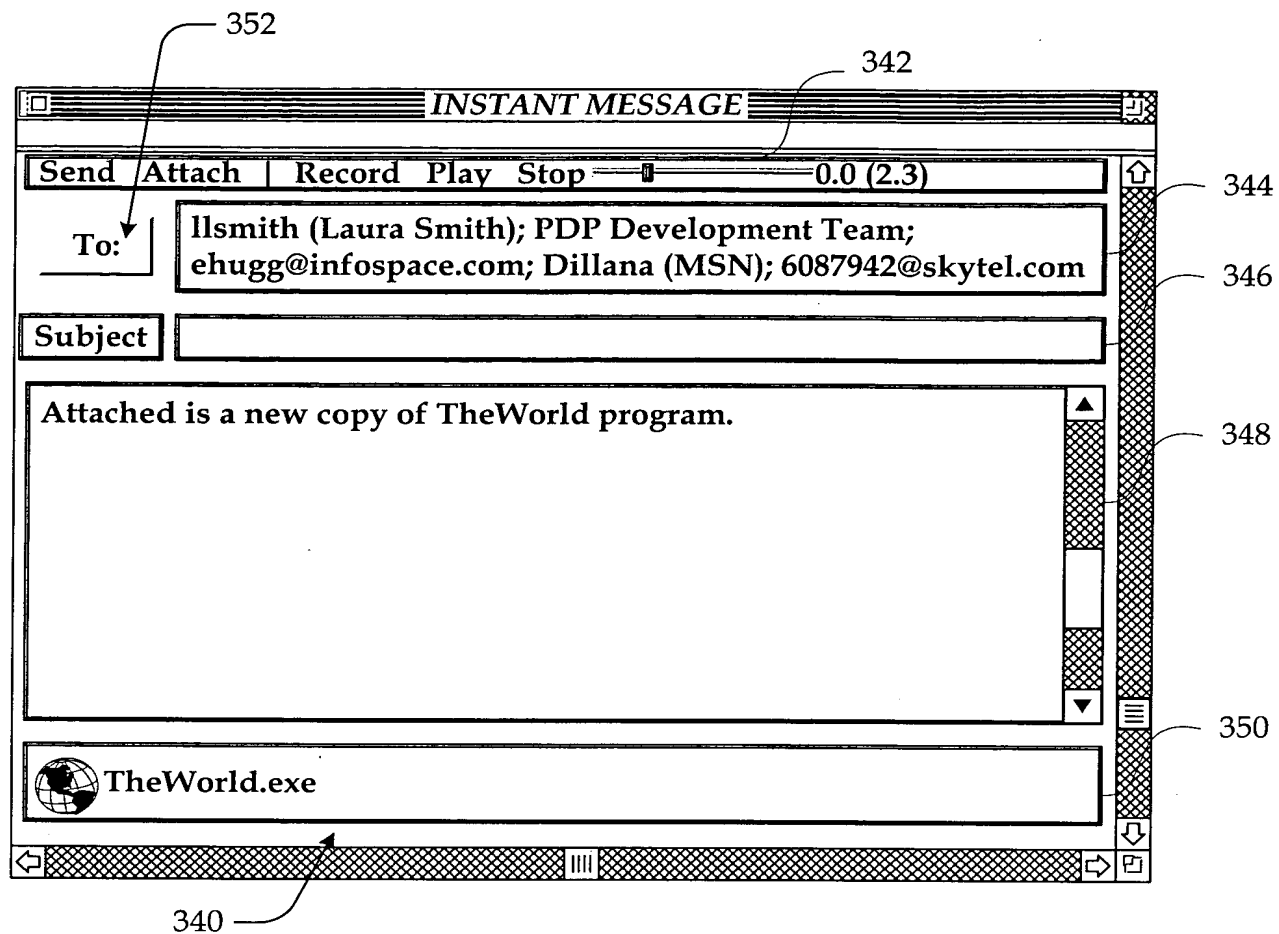 352
342
INSTANT MESSAGE
Send Attach | Record Play Stop 0.0 (2.3)
344
To:
llsmith (Laura Smith); PDP Development Team;
ehugg@infospace.com; Dillana (MSN); 6087942@skytel.com
346
Subject
Attached is a new copy of TheWorld program.
348
350
TheWorld.exe
340